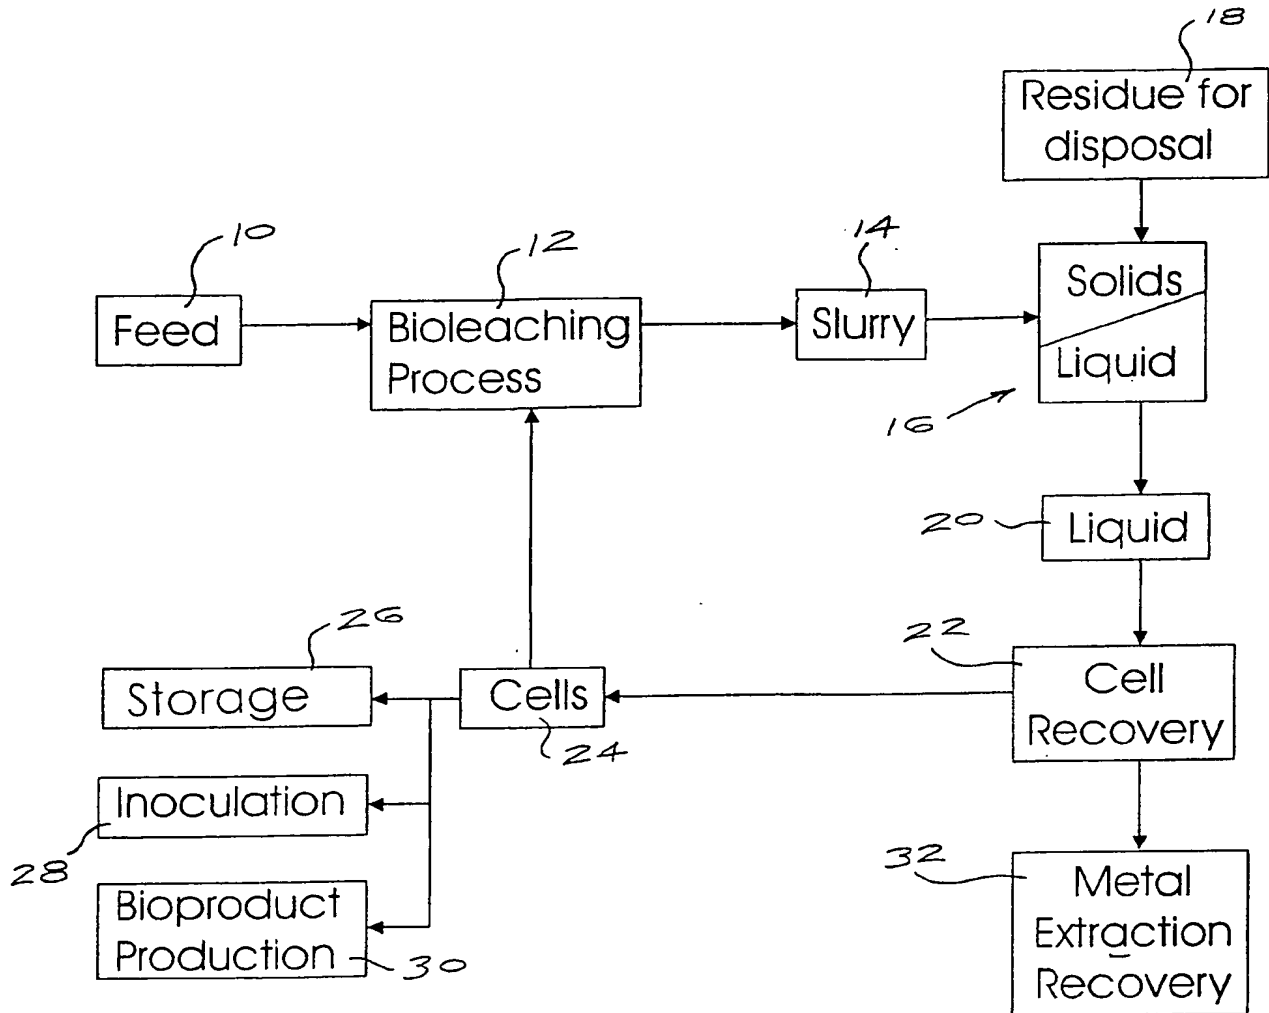 18
Residue for
disposal
10
12
14
Feed
Bioleaching
Process
Slurry
Solids
Liquid
16
20
Liquid
26
22
Storage
Cells
24
Cell
Recovery
Inoculation
28
32
Bioproduct
Production
30
Metal
Extraction
Recovery